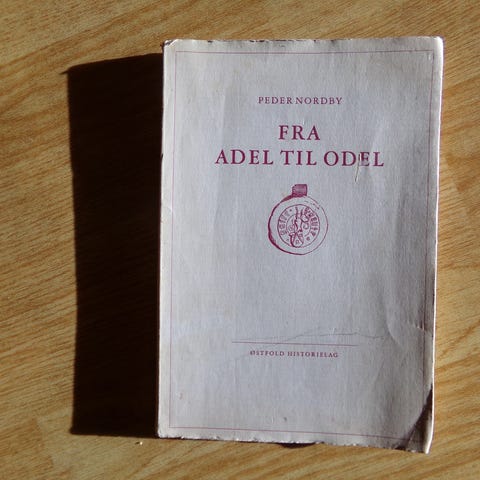 PEDER NORDBY
FRA
ADEL TIL ODEL
ØSTFOLD HISTORIELAG